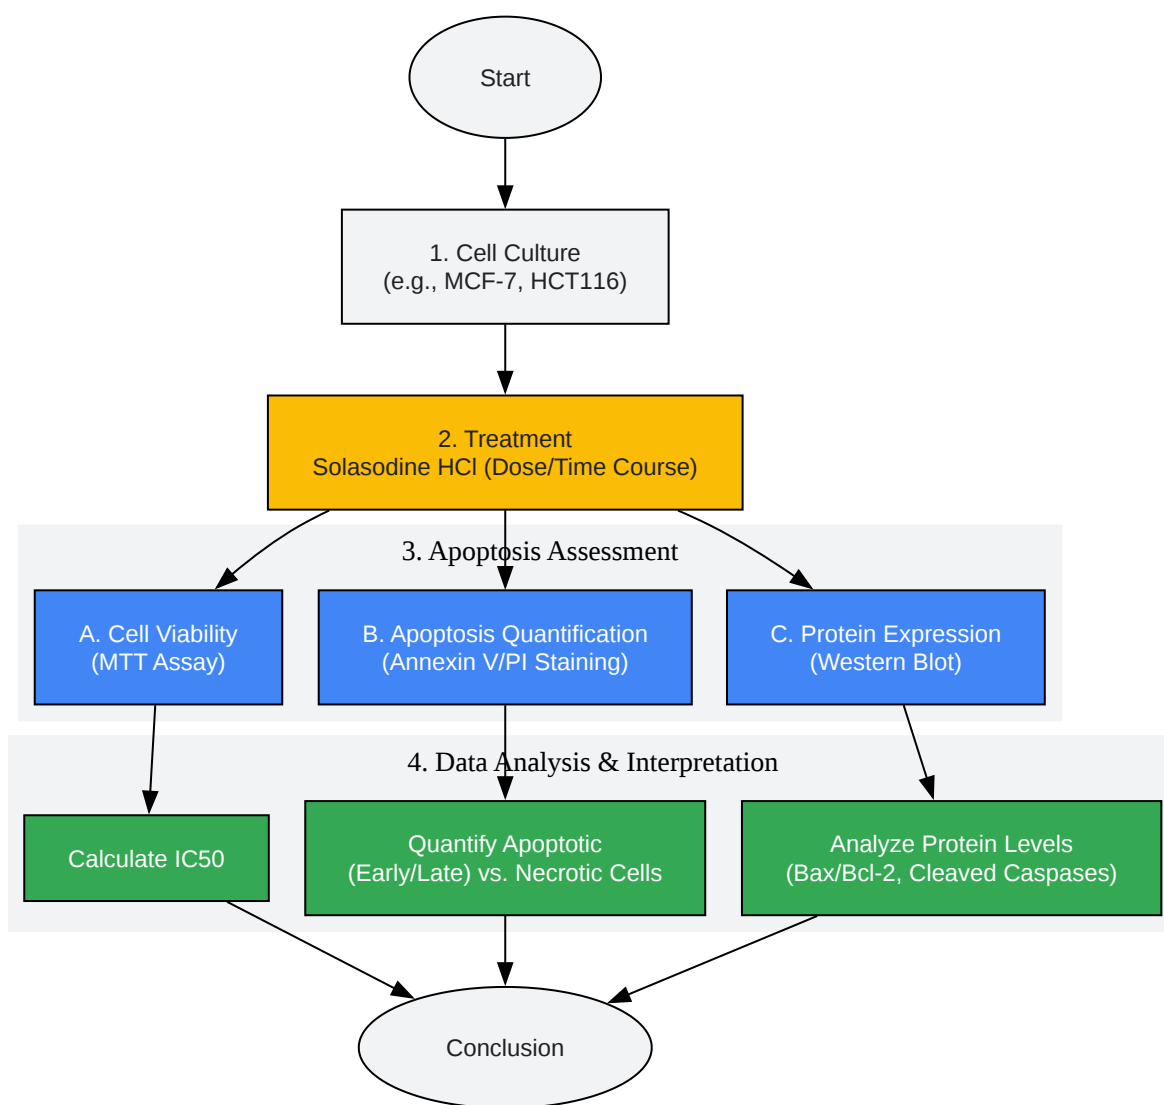 Start
1. Cell Culture
(e.g., MCF-7, HCT116)
2. Treatment
Solasodine HCl (Dose/Time Course)
3. Apoptosis Assessment
A. Cell Viability
(MTT Assay)
B. Apoptosis Quantification
(Annexin V/PI Staining)
C. Protein Expression
(Western Blot)
4. Data Analysis & Interpretation
Calculate IC50
Quantify Apoptotic
(Early/Late) vs. Necrotic Cells
Analyze Protein Levels
(Bax/Bcl-2, Cleaved Caspases)
Conclusion